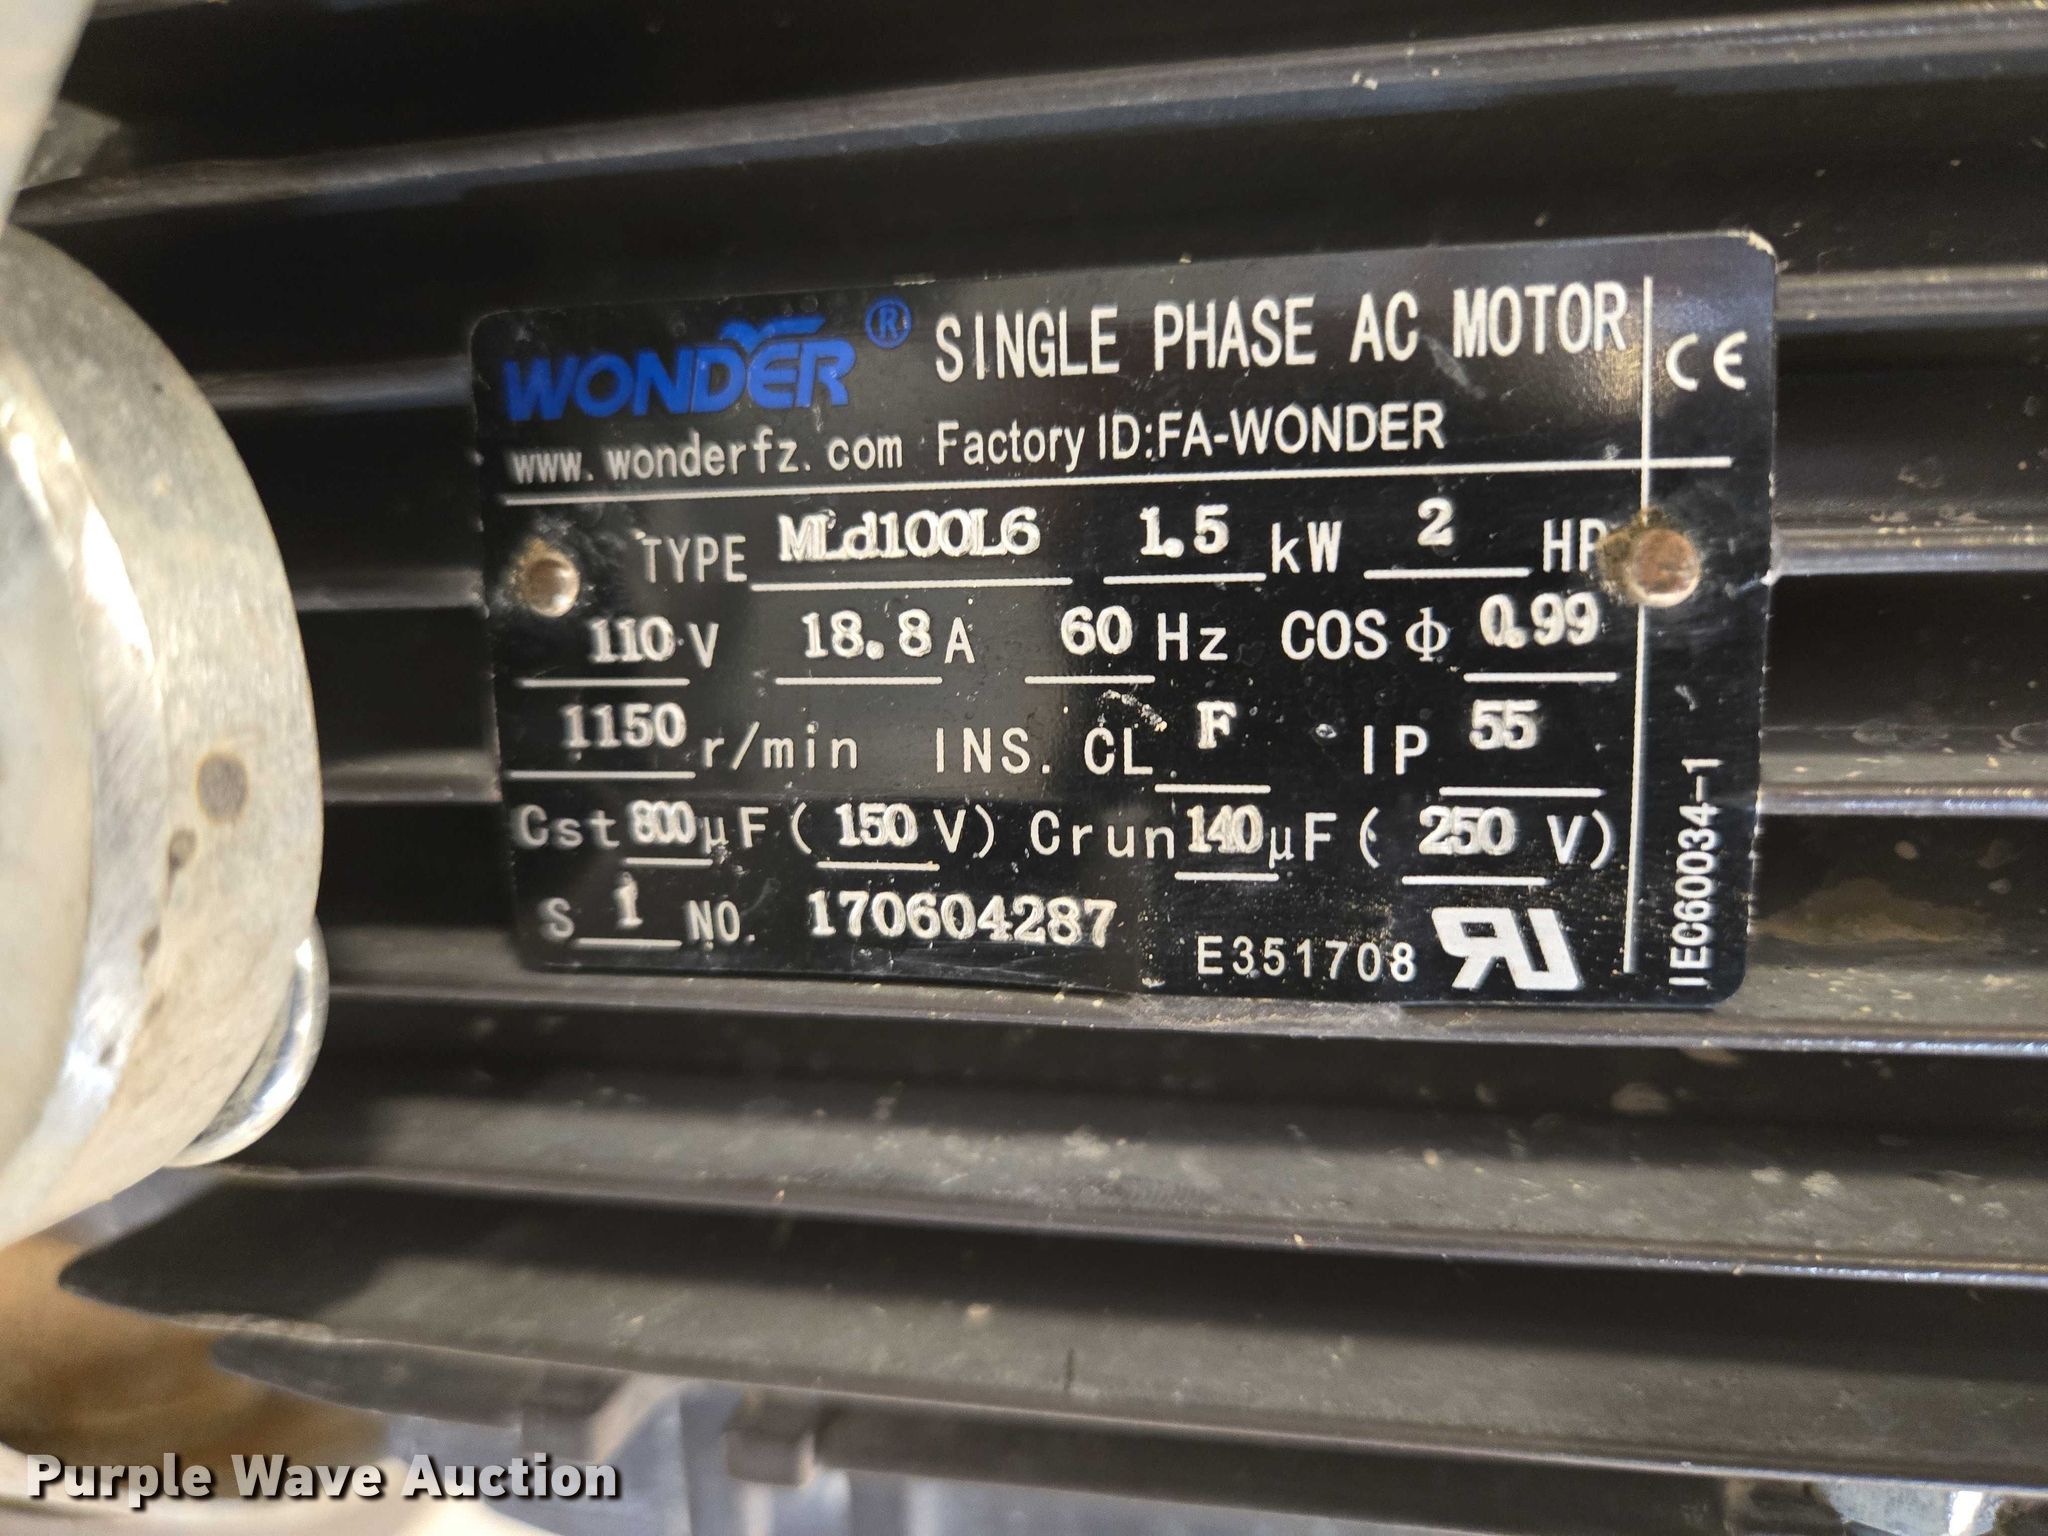 WONDER ® SINGLE PHASE AC MOTOR CE
www.wonderfz.com Factory ID:FA-WONDER
TYPE MLd100L6 1.5 kW 2 HP
110 V 18.8 A 60 Hz COS Φ 0.99
1150 r/min INS. CL. F IP 55
Cst 800 μF ( 150 V) Crun 140 μF ( 250 V)
S 1 NO. 170604287
E351708 RU
IEC60034-1
Purple Wave Auction